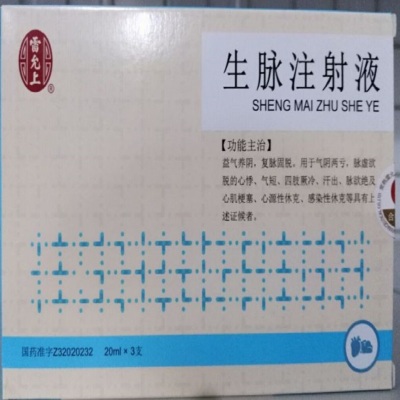 雷允上
®
生脉注射液
SHENG MAI ZHU SHE YE
【功能主治】
益气养阴，复脉固脱。用于气阴两亏，脉虚欲
脱的心悸、气短、四肢厥冷、汗出、脉欲绝及
心肌梗塞、心源性休克、感染性休克等具有上
述证候者。
国药准字Z32020232 20ml×3支